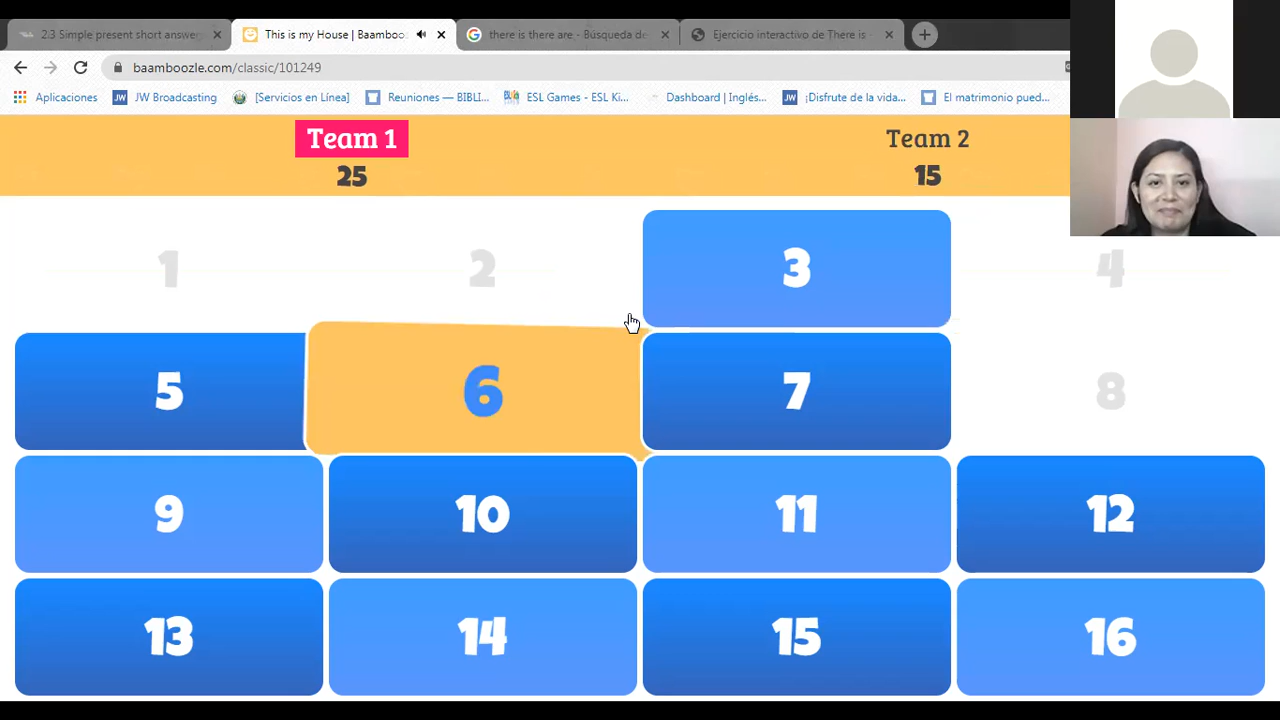 2:3 Simple present short answe
This is my House | Baamboo
there is there are - Búsqueda de
Ejercicio interactivo de There is
baamboozle.com/classic/101249
Aplicaciones
JW JW Broadcasting
[Servicios en Línea]
Reuniones — BIBLI...
ESL Games - ESL Ki...
Dashboard | Inglés...
JW ¡Disfrute de la vida...
El matrimonio pued...
Team 1
Team 2
25
15
1
2
3
4
5
6
7
8
9
10
11
12
13
14
15
16